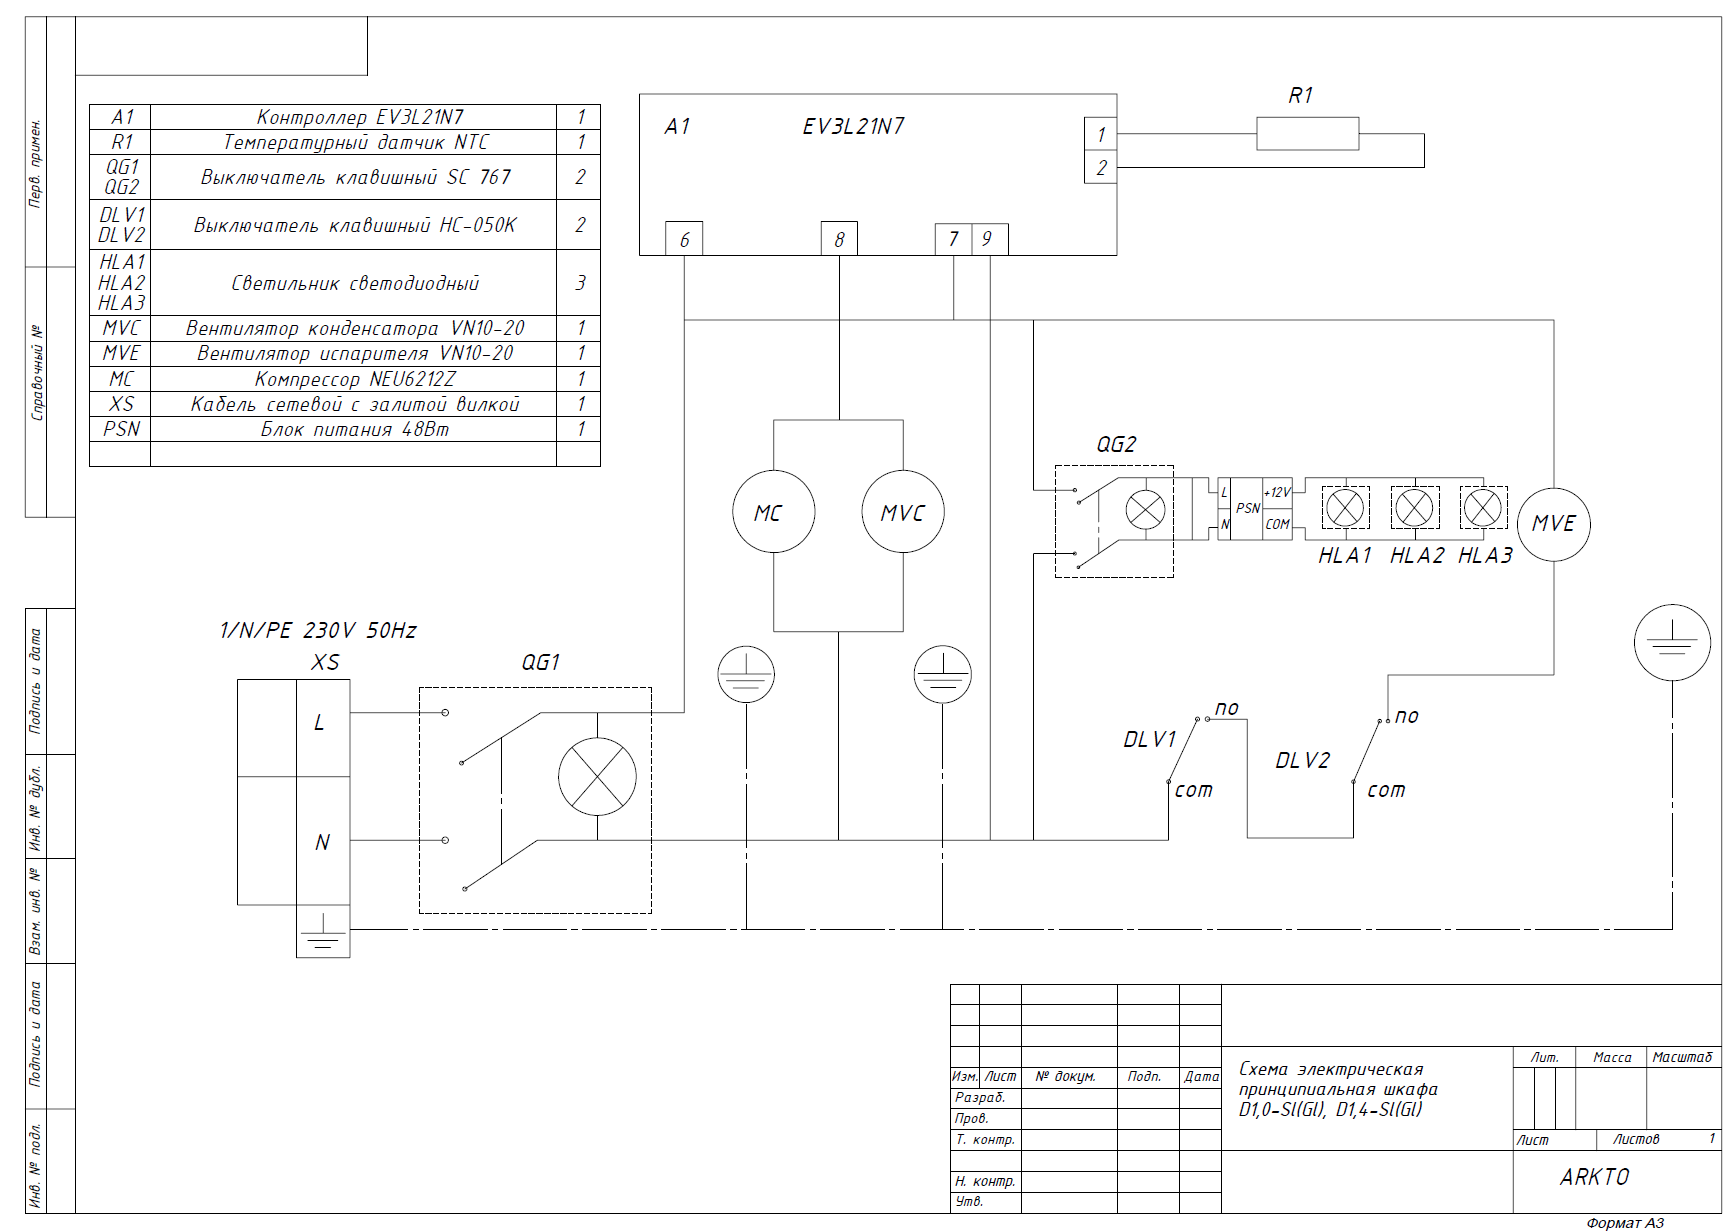 Перв. примен.
Справочный №
Подпись и дата
Инв. № дубл.
Взам. инв. №
Подпись и дата
Инв. № подл.
A1 Контроллер EV3L21N7 1
R1 Температурный датчик NTC 1
QG1
QG2 Выключатель клавишный SC 767 2
DLV1
DLV2 Выключатель клавишный HC-050K 2
HLA1
HLA2 Светильник светодиодный 3
HLA3
MVC Вентилятор конденсатора VN10-20 1
MVE Вентилятор испарителя VN10-20 1
MC Компрессор NEU6212Z 1
XS Кабель сетевой с залитой вилкой 1
PSN Блок питания 48Вт 1
A1 EV3L21N7
1
2
R1
6 8 7 9
QG2
MC MVC
L PSN +12V
N COM
HLA1 HLA2 HLA3
MVE
1/N/PE 230V 50Hz
XS QG1
L
N
DLV1 no
com
DLV2 no
com
Изм. Лист № докум. Подп. Дата
Разраб.
Пров.
Т. контр.
Н. контр.
Утв.
Схема электрическая
принципиальная шкафа
D1,0-Sl(Gl), D1,4-Sl(Gl)
Лит. Масса Масштаб
Лист Листов 1
ARKTO
Формат А3